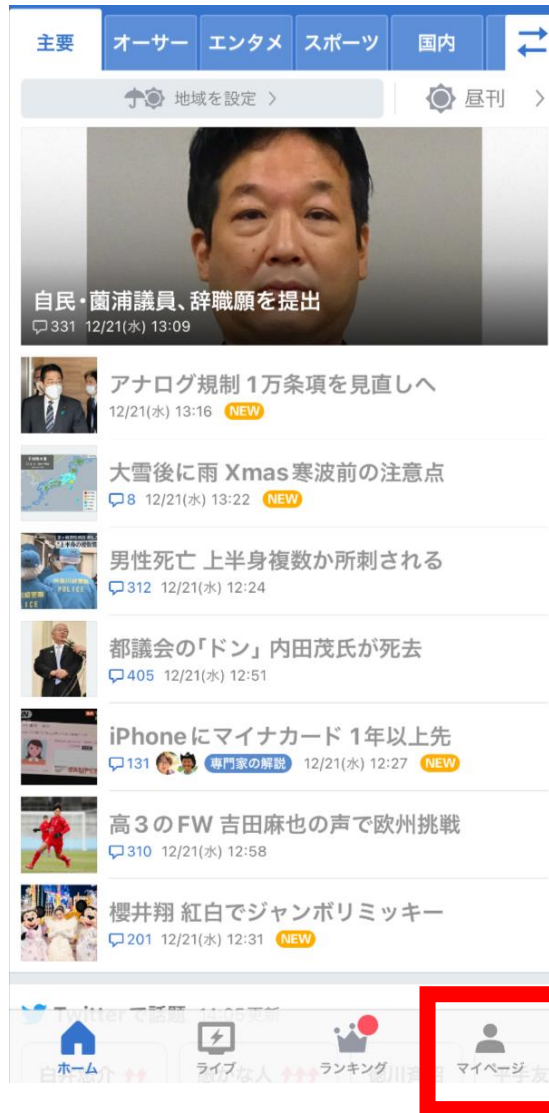 主要 オーサー エンタメ スポーツ 国内
地域を設定 >
昼刊 >
自民・薗浦議員、辞職願を提出
331 12/21(水) 13:09
アナログ規制 1万条項を見直しへ
12/21(水) 13:16 NEW
大雪後に雨 Xmas寒波前の注意点
8 12/21(水) 13:22 NEW
男性死亡 上半身複数か所刺される
312 12/21(水) 12:24
都議会の「ドン」内田茂氏が死去
405 12/21(水) 12:51
iPhoneにマイナカード 1年以上先
131 専門家の解説 12/21(水) 12:27 NEW
高3のFW 吉田麻也の声で欧州挑戦
310 12/21(水) 12:58
櫻井翔 紅白でジャンボリミッキー
201 12/21(水) 12:31 NEW
Twitterで話題 14:05更新
ホーム ライブ ランキング マイページ